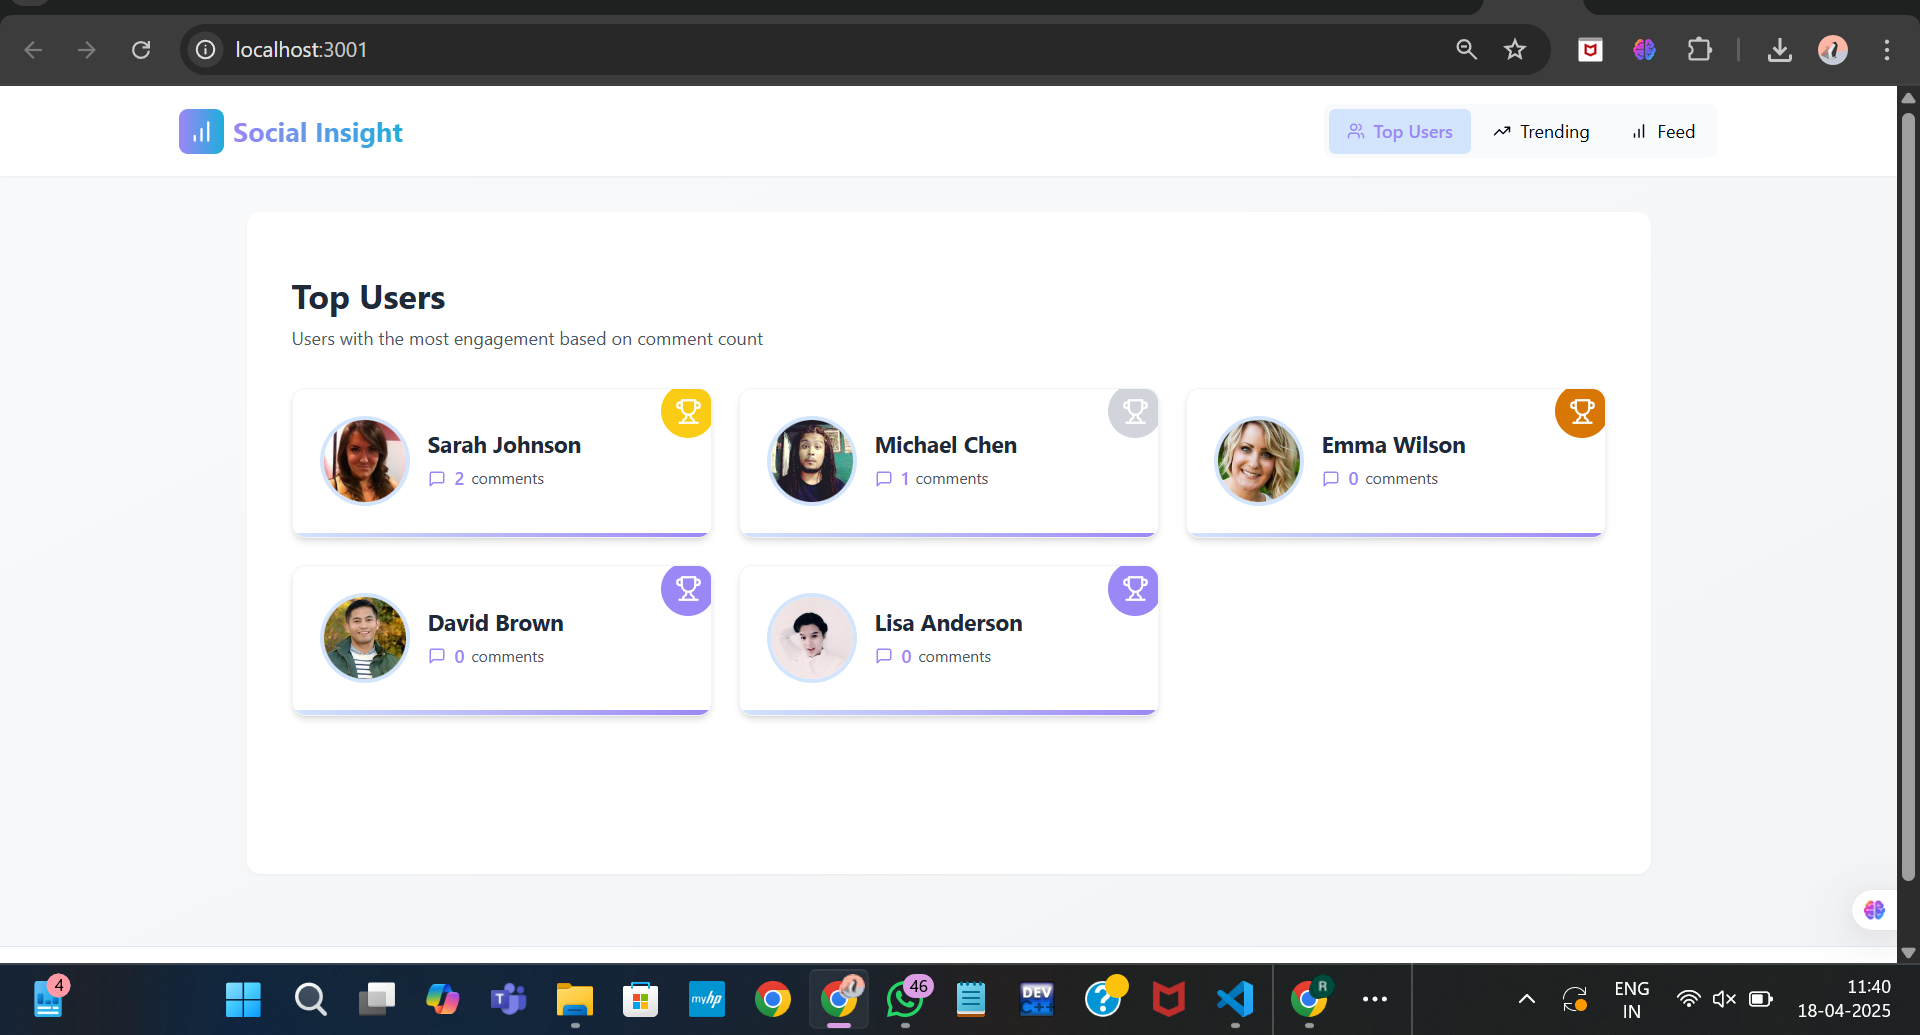 localhost:3001
Social Insight
Top Users
Trending
Feed
Top Users
Users with the most engagement based on comment count
Sarah Johnson
2 comments
Michael Chen
1 comments
Emma Wilson
0 comments
David Brown
0 comments
Lisa Anderson
0 comments
4
T
myhp
46
DEV
C++
?
R
ENG
IN
11:40
18-04-2025